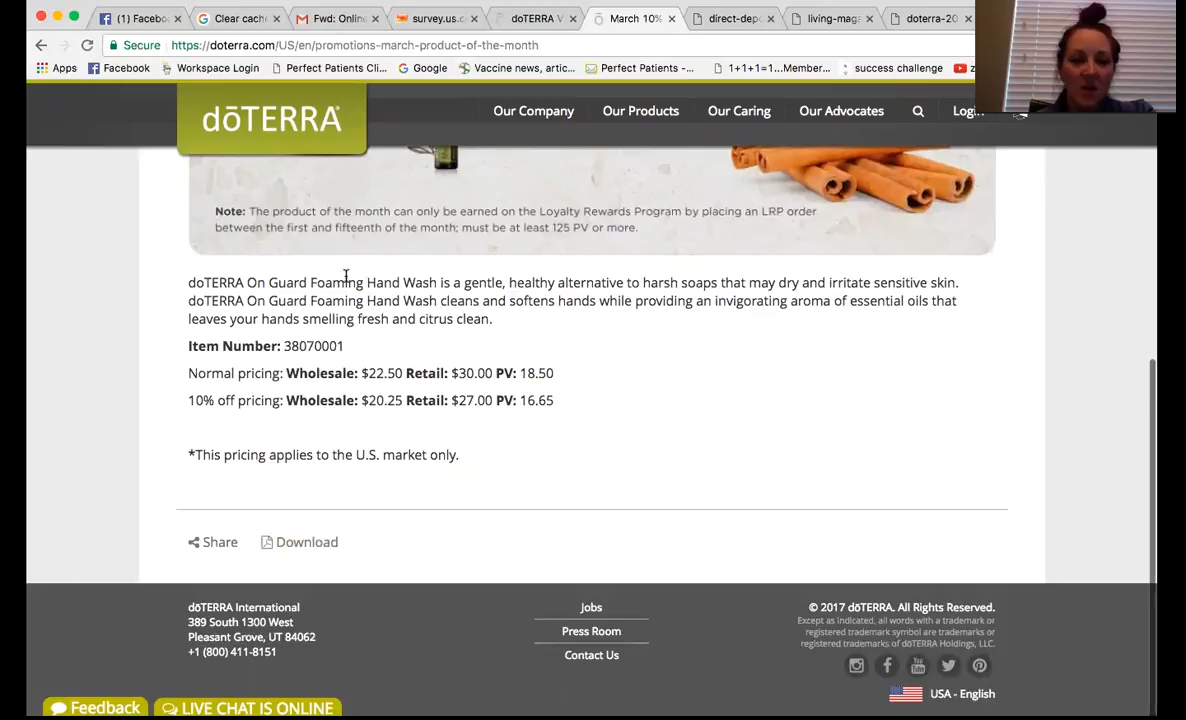 (1) Facebo
Clear cach
Fwd: Onlin
survey.us.c
doTERRA V
March 10%
direct-dep
living-mag
doterra-20
Secure
https://doterra.com/US/en/promotions-march-product-of-the-month
Apps
Facebook
Workspace Login
Perfect Patients Cli...
Google
Vaccine news, artic...
Perfect Patients -...
1+1+1=1...Member...
success challenge
dōTERRA
Our Company
Our Products
Our Caring
Our Advocates
Note: The product of the month can only be earned on the Loyalty Rewards Program by placing an LRP order
between the first and fifteenth of the month; must be at least 125 PV or more.
doTERRA On Guard Foaming Hand Wash is a gentle, healthy alternative to harsh soaps that may dry and irritate sensitive skin.
doTERRA On Guard Foaming Hand Wash cleans and softens hands while providing an invigorating aroma of essential oils that
leaves your hands smelling fresh and citrus clean.
Item Number: 38070001
Normal pricing: Wholesale: $22.50 Retail: $30.00 PV: 18.50
10% off pricing: Wholesale: $20.25 Retail: $27.00 PV: 16.65
*This pricing applies to the U.S. market only.
Share
Download
dōTERRA International
389 South 1300 West
Pleasant Grove, UT 84062
+1 (800) 411-8151
Jobs
Press Room
Contact Us
© 2017 dōTERRA. All Rights Reserved.
Except as indicated, all words with a trademark or
registered trademark symbol are trademarks or
registered trademarks of dōTERRA Holdings, LLC.
USA - English
Feedback
LIVE CHAT IS ONLINE